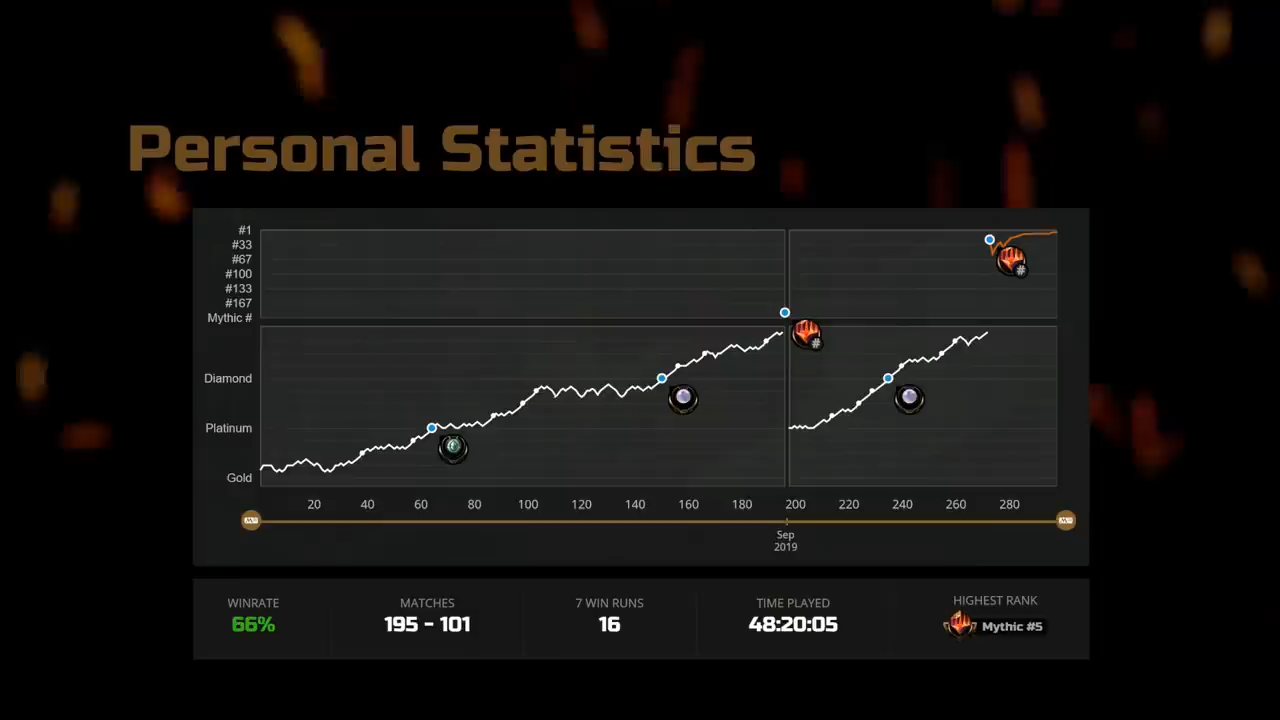 Personal Statistics
#1
#33
#67
#100
#133
#167
Mythic #
Diamond
Platinum
Gold
20 40 60 80 100 120 140 160 180 200 220 240 260 280
Sep
2019
WINRATE MATCHES 7 WIN RUNS TIME PLAYED HIGHEST RANK
66% 195 - 101 16 48:20:05 Mythic #5